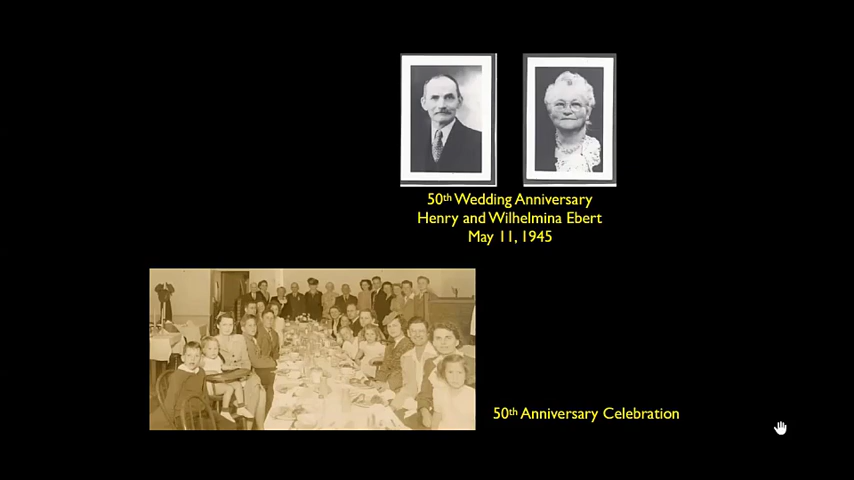 50th Wedding Anniversary
Henry and Wilhelmina Ebert
May 11, 1945
50th Anniversary Celebration